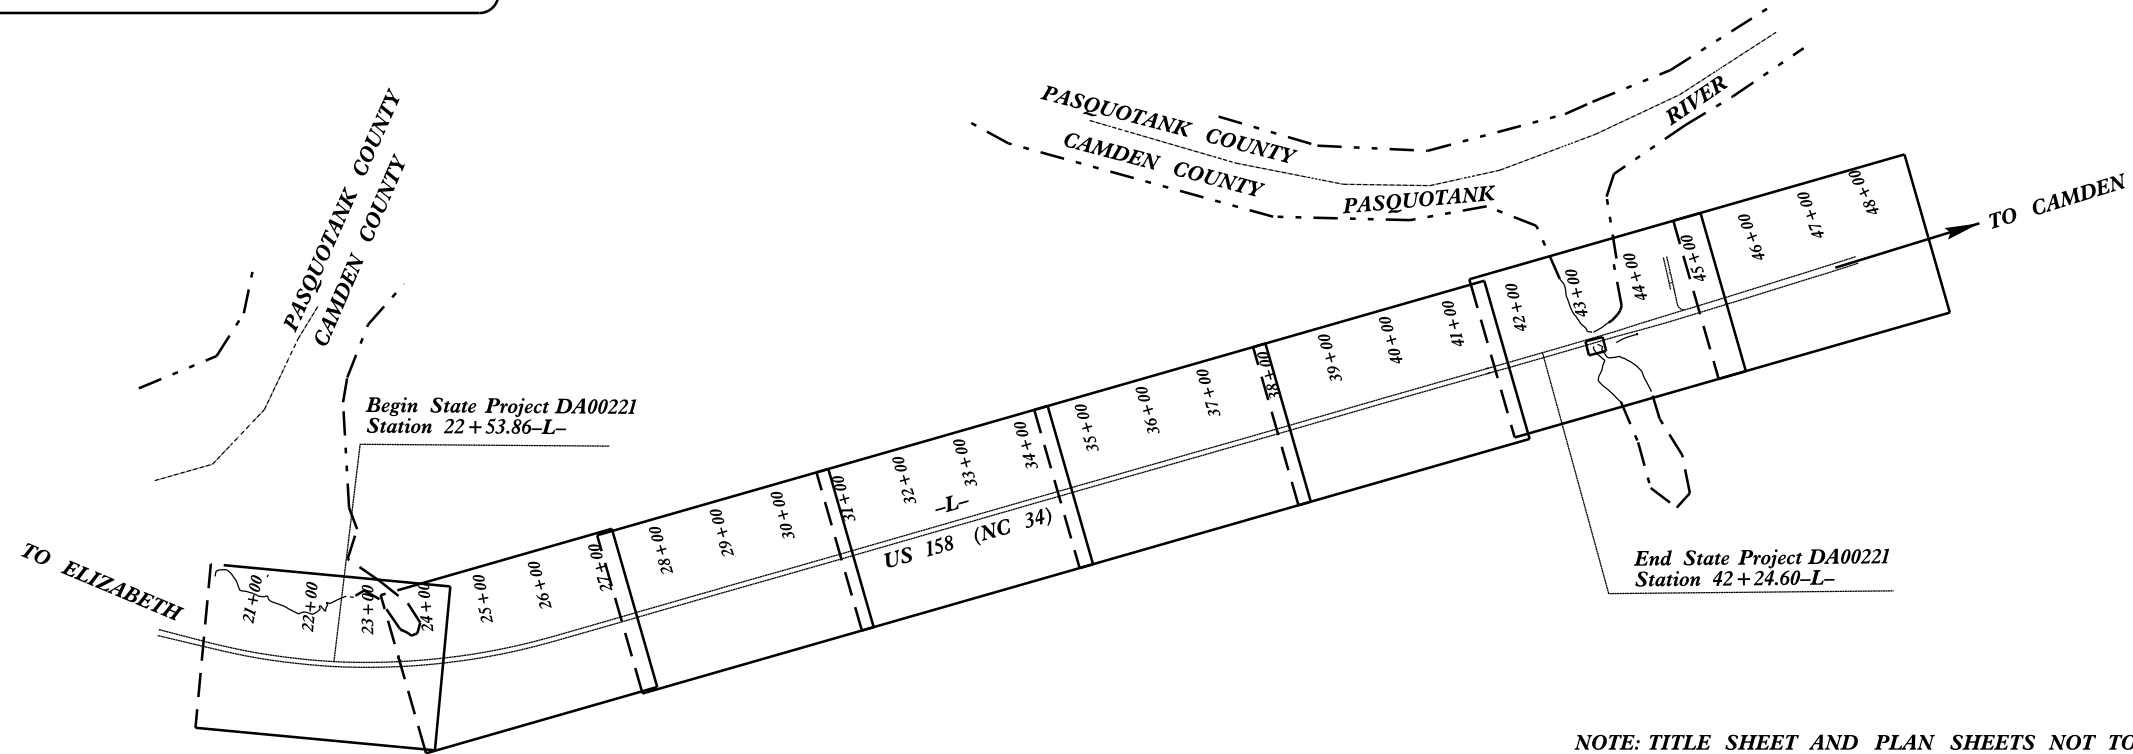 PASQUOTANK COUNTY
CAMDEN COUNTY
PASQUOTANK COUNTY
CAMDEN COUNTY
PASQUOTANK
RIVER
TO CAMDEN
Begin State Project DA00221
Station 22+53.86-L-
TO ELIZABETH
21+00
22+00
23+00
24+00
25+00
26+00
27+00
28+00
29+00
30+00
31+00
32+00
33+00
34+00
35+00
36+00
37+00
38+00
39+00
40+00
41+00
42+00
43+00
44+00
45+00
46+00
47+00
48+00
-L-
US 158 (NC 34)
End State Project DA00221
Station 42+24.60-L-
NOTE: TITLE SHEET AND PLAN SHEETS NOT TO